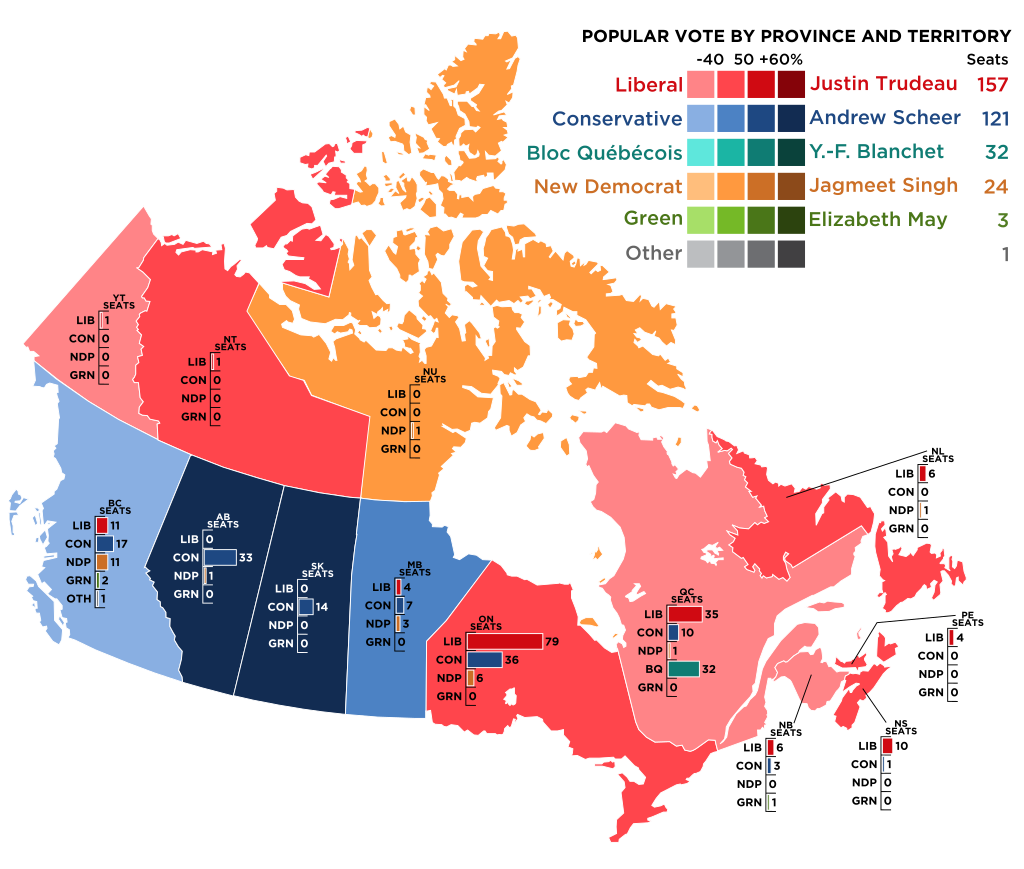 POPULAR VOTE BY PROVINCE AND TERRITORY
-40 50 +60% Seats
Liberal Justin Trudeau 157
Conservative Andrew Scheer 121
Bloc Québécois Y.-F. Blanchet 32
New Democrat Jagmeet Singh 24
Green Elizabeth May 3
Other 1
YT
SEATS
LIB 1
CON 0
NDP 0
GRN 0
NT
SEATS
LIB 1
CON 0
NDP 0
GRN 0
NU
SEATS
LIB 0
CON 0
NDP 1
GRN 0
BC
SEATS
LIB 11
CON 17
NDP 11
GRN 2
OTH 1
AB
SEATS
LIB 0
CON 33
NDP 1
GRN 0
SK
SEATS
LIB 0
CON 14
NDP 0
GRN 0
MB
SEATS
LIB 4
CON 7
NDP 3
GRN 0
ON
SEATS
LIB 79
CON 36
NDP 6
GRN 0
QC
SEATS
LIB 35
CON 10
NDP 1
BQ 32
GRN 0
NL
SEATS
LIB 6
CON 0
NDP 1
GRN 0
PE
SEATS
LIB 4
CON 0
NDP 0
GRN 0
NB
SEATS
LIB 6
CON 3
NDP 0
GRN 1
NS
SEATS
LIB 10
CON 1
NDP 0
GRN 0